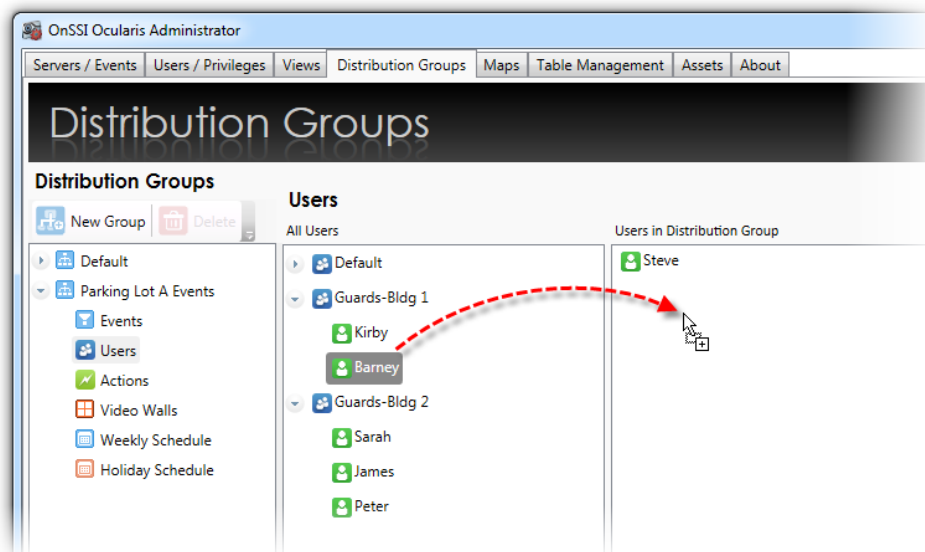 OnSSI Ocularis Administrator
Servers / Events Users / Privileges Views Distribution Groups Maps Table Management Assets About
Distribution Groups
Distribution Groups
New Group Delete
Default
Parking Lot A Events
Events
Users
Actions
Video Walls
Weekly Schedule
Holiday Schedule
Users
All Users
Default
Guards-Bldg 1
Kirby
Barney
Guards-Bldg 2
Sarah
James
Peter
Users in Distribution Group
Steve